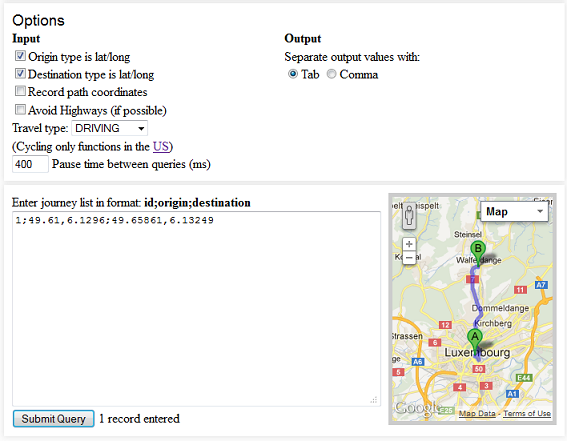 Options
Input
Origin type is lat/long
Destination type is lat/long
Record path coordinates
Avoid Highways (if possible)
Travel type: DRIVING
(Cycling only functions in the US)
400 Pause time between queries (ms)
Output
Separate output values with:
Tab Comma
Enter journey list in format: id;origin;destination
1;49.61,6.1296;49.65861,6.13249
Submit Query 1 record entered
Map
Steinsel
B
7
11
A7
Dommeldange
Kirchberg
12
Strassen
6
A
Luxembourg
A6
50
5
4
3
E44
A1
E25
Google
Map Data - Terms of Use